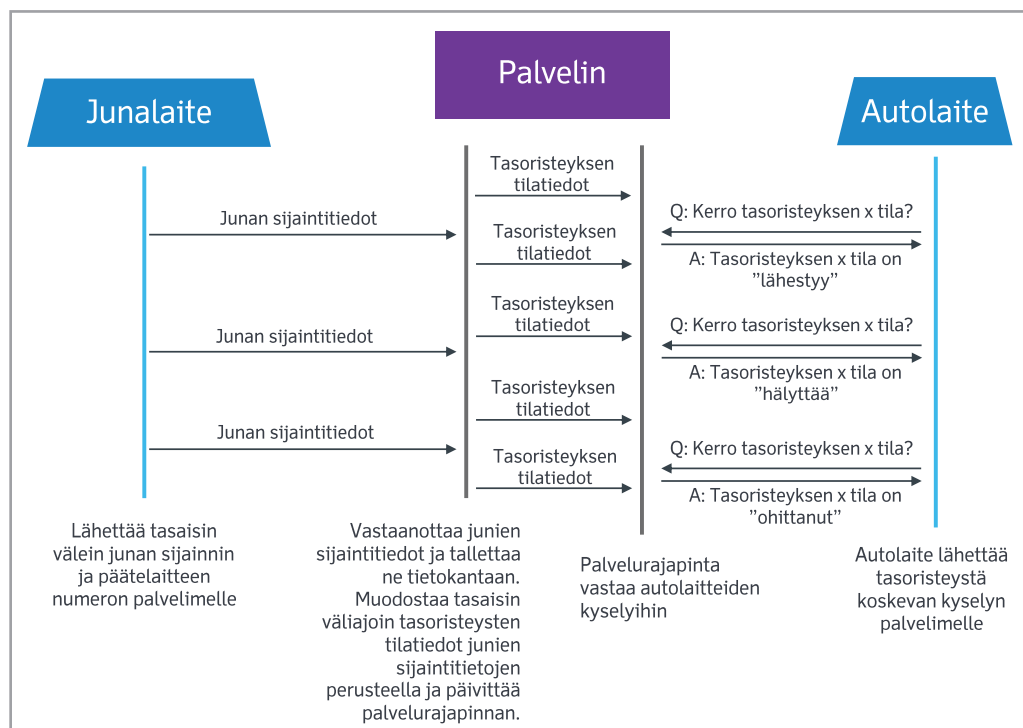 Junalaite
Palvelin
Autolaite
Tasoristeyksen
tilatiedot
Junan sijaintitiedot
Q: Kerro tasoristeyksen x tila?
Tasoristeyksen
tilatiedot
A: Tasoristeyksen x tila on
”lähestyy”
Tasoristeyksen
tilatiedot
Junan sijaintitiedot
Q: Kerro tasoristeyksen x tila?
A: Tasoristeyksen x tila on
”hälyttää”
Tasoristeyksen
tilatiedot
Junan sijaintitiedot
Q: Kerro tasoristeyksen x tila?
Tasoristeyksen
tilatiedot
A: Tasoristeyksen x tila on
”ohittanut”
Lähettää tasaisin
välein junan sijainnin
ja päätelaitteen
numeron palvelimelle
Vastaanottaa junien
sijaintitiedot ja tallettaa
ne tietokantaan.
Muodostaa tasaisin
väliajoin tasoristeysten
tilatiedot junien
sijaintitietojen
perusteella ja päivittää
palvelurajapinnan.
Palvelurajapinta
vastaa autolaitteiden
kyselyihin
Autolaite lähettää
tasoristeystä
koskevan kyselyn
palvelimelle